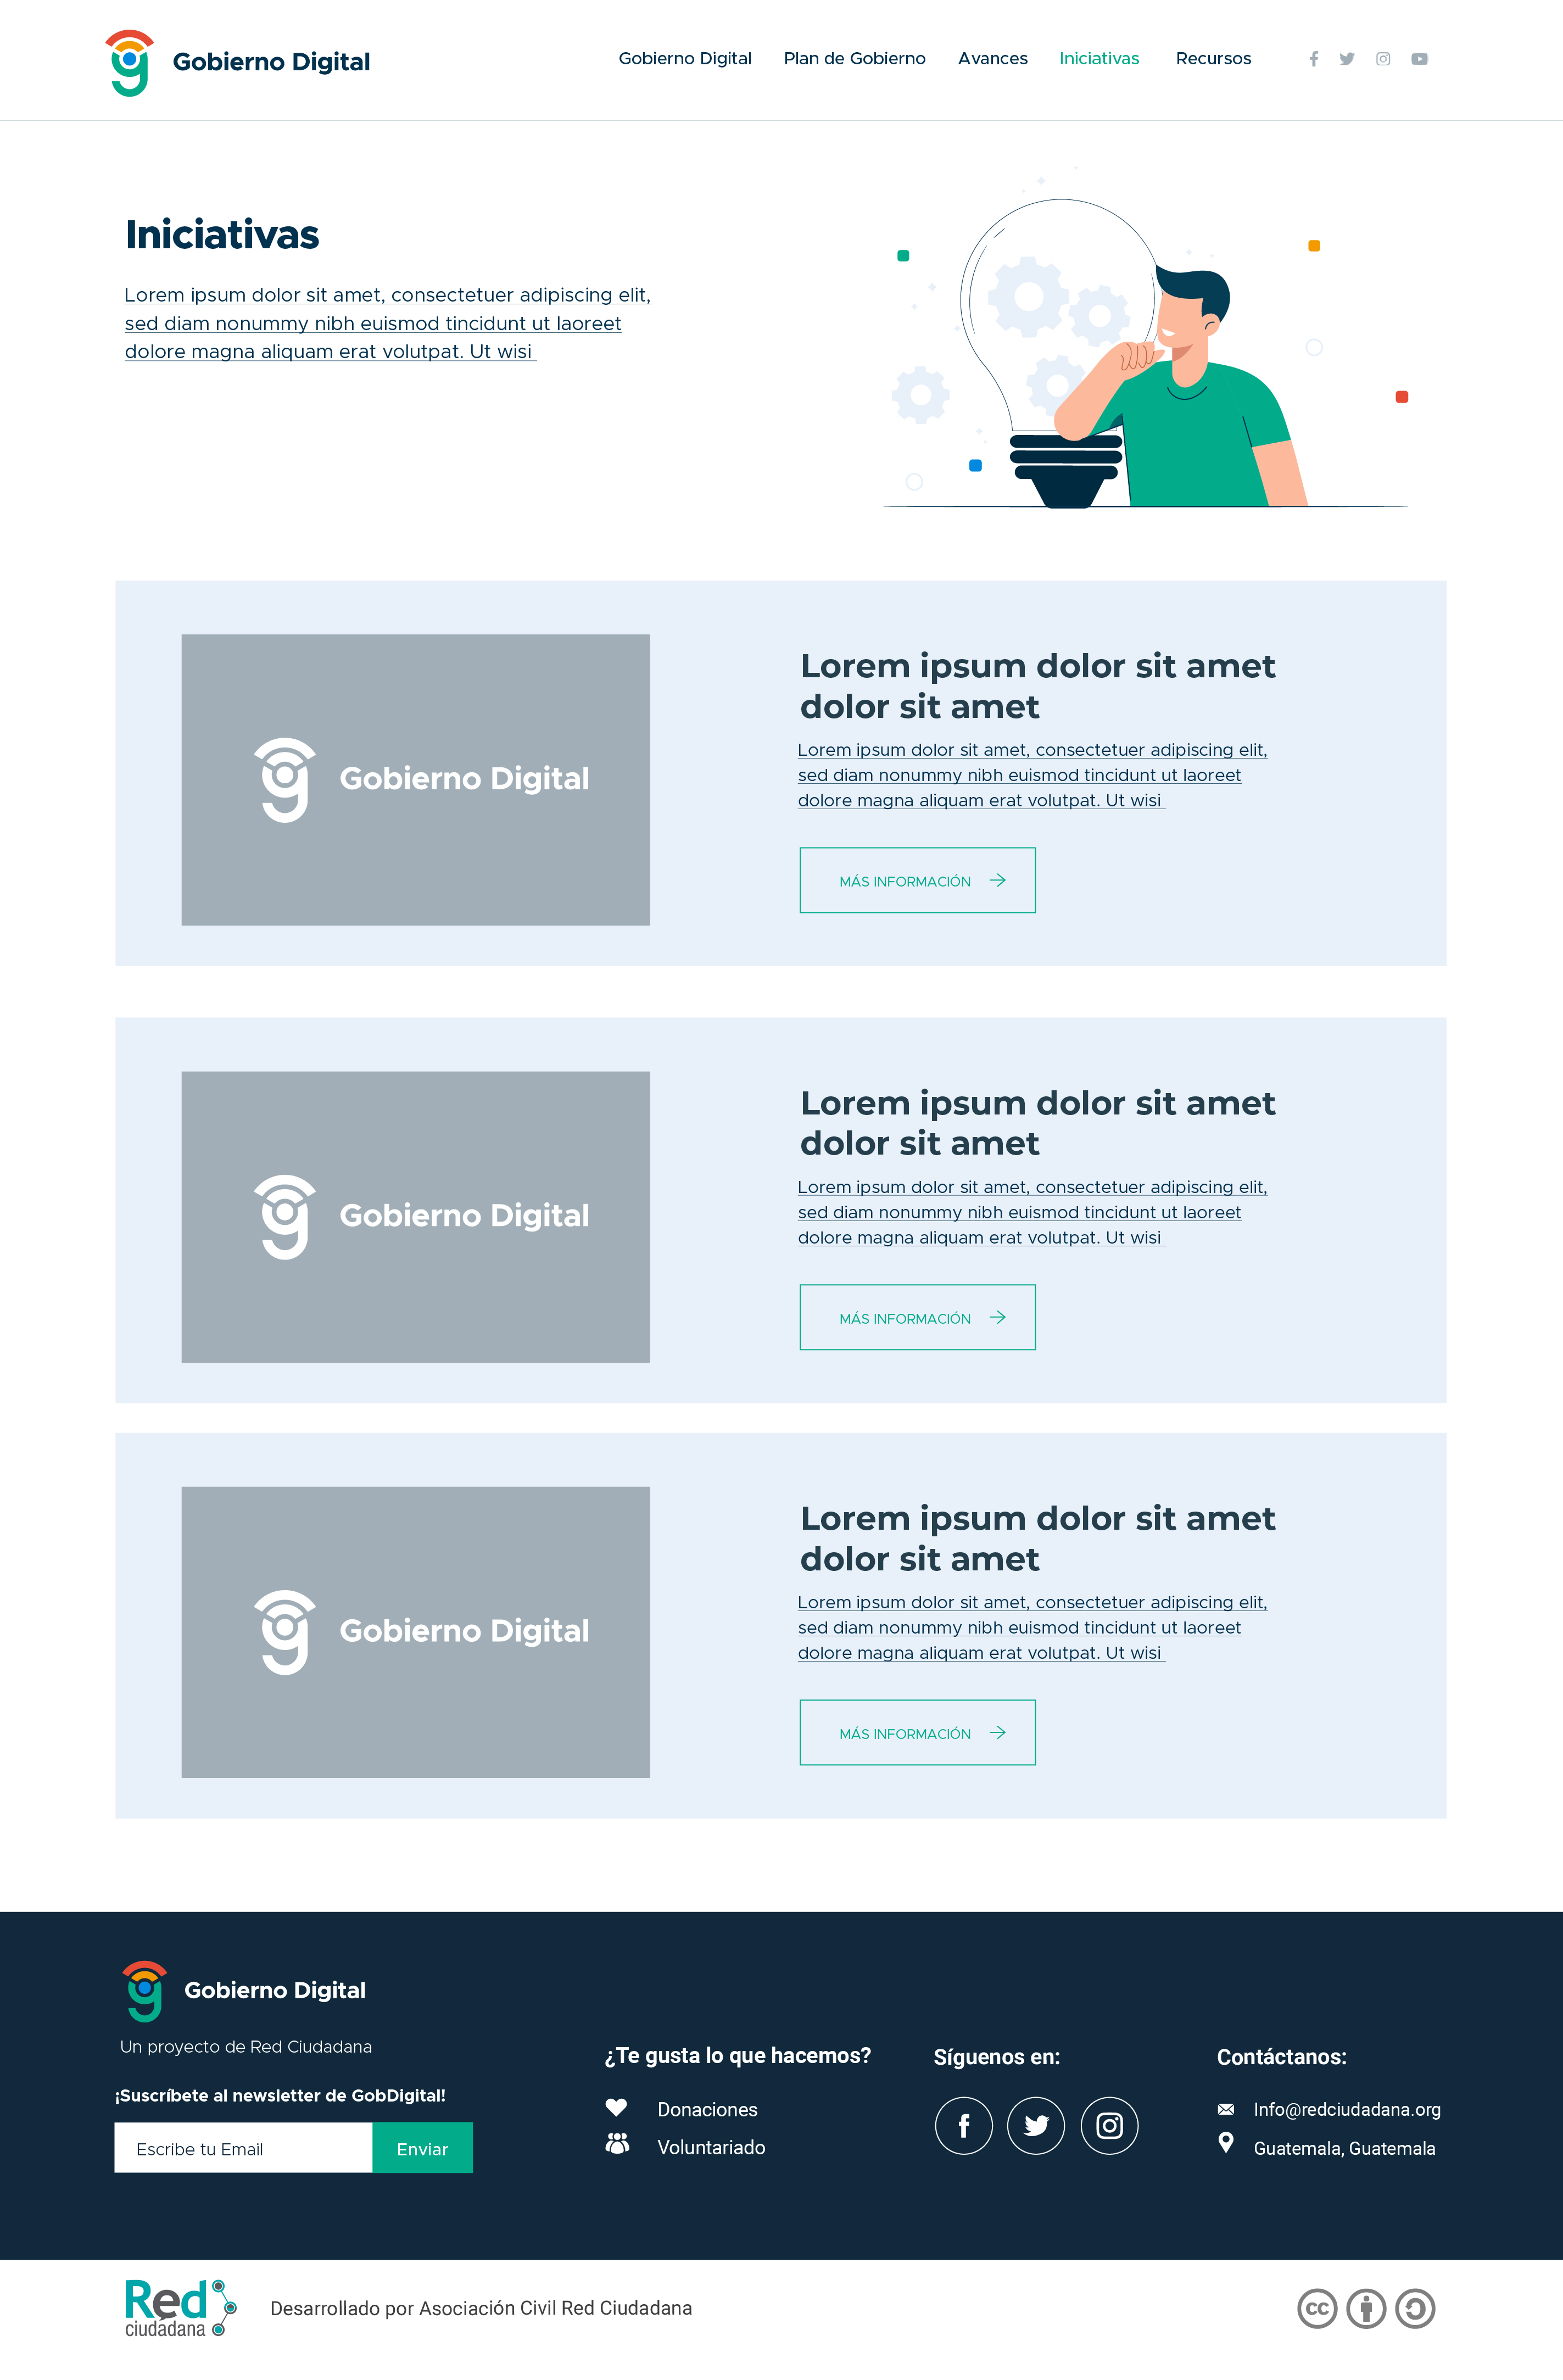 Gobierno Digital
Gobierno Digital
Plan de Gobierno
Avances
Iniciativas
Recursos
Iniciativas
Lorem ipsum dolor sit amet, consectetuer adipiscing elit,
sed diam nonummy nibh euismod tincidunt ut laoreet
dolore magna aliquam erat volutpat. Ut wisi
Gobierno Digital
Lorem ipsum dolor sit amet
dolor sit amet
Lorem ipsum dolor sit amet, consectetuer adipiscing elit,
sed diam nonummy nibh euismod tincidunt ut laoreet
dolore magna aliquam erat volutpat. Ut wisi
MÁS INFORMACIÓN
Gobierno Digital
Lorem ipsum dolor sit amet
dolor sit amet
Lorem ipsum dolor sit amet, consectetuer adipiscing elit,
sed diam nonummy nibh euismod tincidunt ut laoreet
dolore magna aliquam erat volutpat. Ut wisi
MÁS INFORMACIÓN
Gobierno Digital
Lorem ipsum dolor sit amet
dolor sit amet
Lorem ipsum dolor sit amet, consectetuer adipiscing elit,
sed diam nonummy nibh euismod tincidunt ut laoreet
dolore magna aliquam erat volutpat. Ut wisi
MÁS INFORMACIÓN
Gobierno Digital
Un proyecto de Red Ciudadana
¡Suscríbete al newsletter de GobDigital!
Escribe tu Email
Enviar
¿Te gusta lo que hacemos?
Donaciones
Voluntariado
Síguenos en:
Contáctanos:
Info@redciudadana.org
Guatemala, Guatemala
Red
ciudadana
Desarrollado por Asociación Civil Red Ciudadana
cc